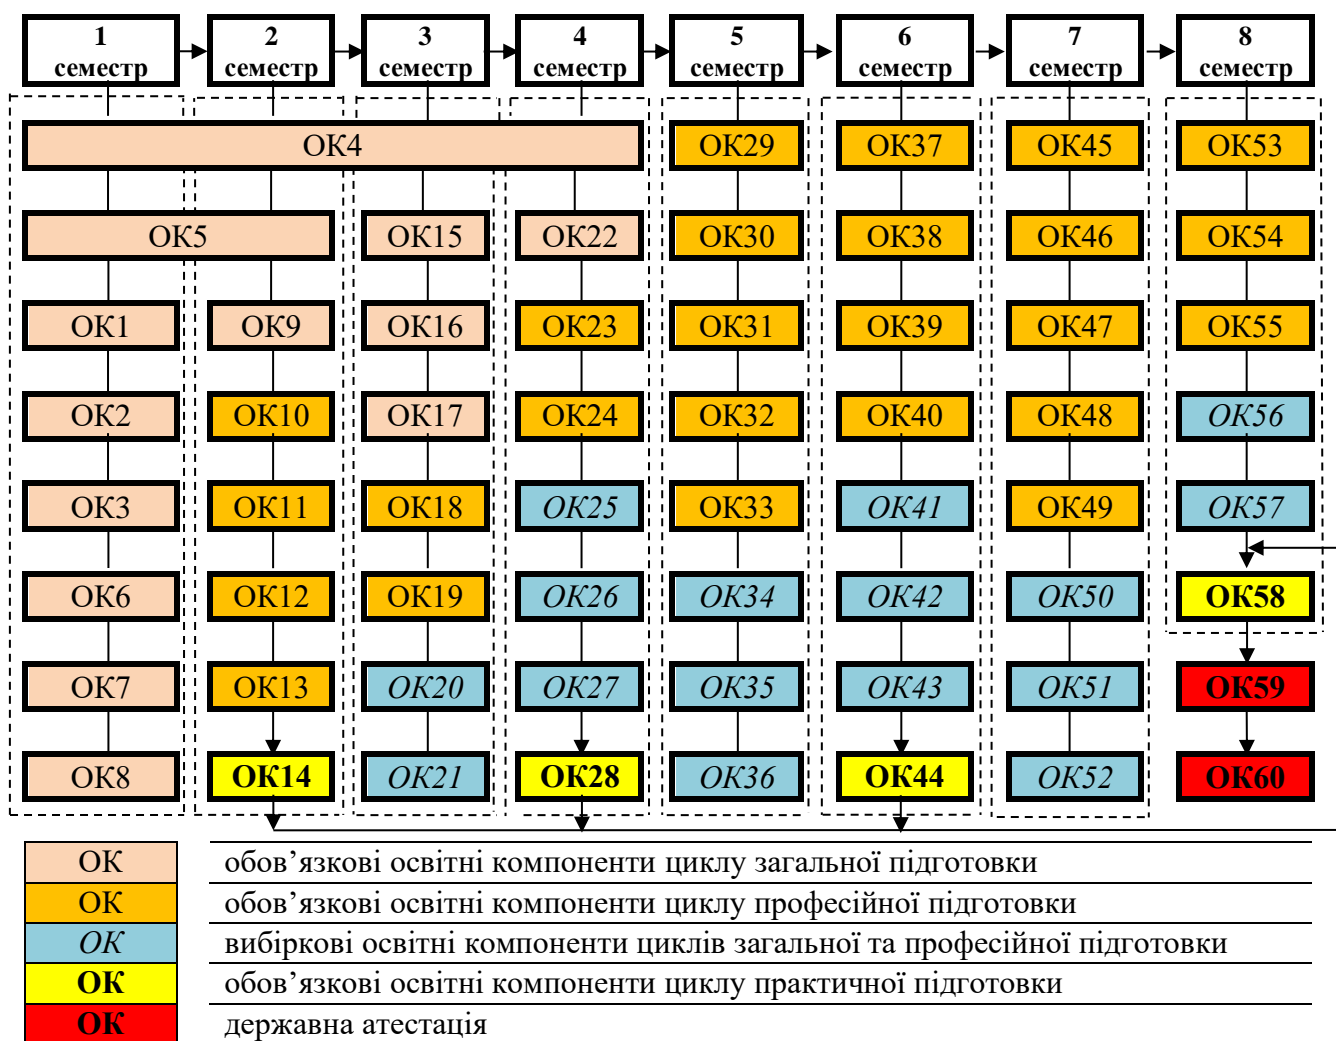 1 семестр
2 семестр
3 семестр
4 семестр
5 семестр
6 семестр
7 семестр
8 семестр
ОК4 ОК29 ОК37 ОК45 ОК53
ОК5 ОК15 ОК22 ОК30 ОК38 ОК46 ОК54
ОК1 ОК9 ОК16 ОК23 ОК31 ОК39 ОК47 ОК55
ОК2 ОК10 ОК17 ОК24 ОК32 ОК40 ОК48 ОК56
ОК3 ОК11 ОК18 ОК25 ОК33 ОК41 ОК49 ОК57
ОК6 ОК12 ОК19 ОК26 ОК34 ОК42 ОК50 ОК58
ОК7 ОК13 ОК20 ОК27 ОК35 ОК43 ОК51 ОК59
ОК8 ОК14 ОК21 ОК28 ОК36 ОК44 ОК52 ОК60
ОК обов’язкові освітні компоненти циклу загальної підготовки
ОК обов’язкові освітні компоненти циклу професійної підготовки
ОК вибіркові освітні компоненти циклів загальної та професійної підготовки
ОК обов’язкові освітні компоненти циклу практичної підготовки
ОК державна атестація